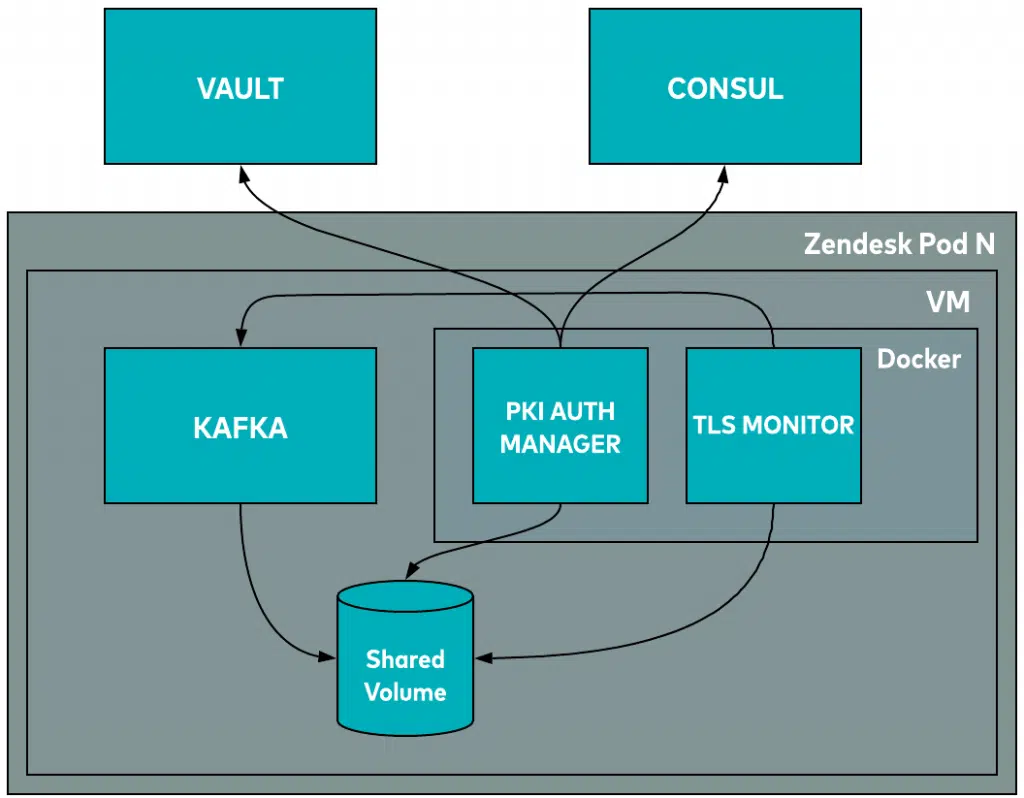 VAULT
CONSUL
Zendesk Pod N
VM
Docker
KAFKA
PKI AUTH
MANAGER
TLS MONITOR
Shared
Volume